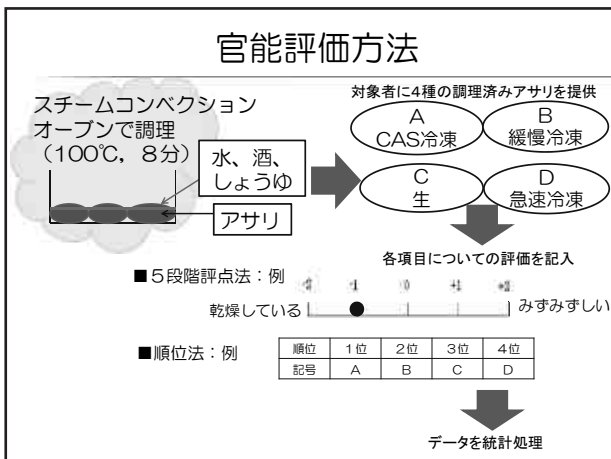 官能評価方法
スチームコンベクション
オーブンで調理
(100℃, 8分)
水、酒、
しょうゆ
アサリ
対象者に4種の調理済みアサリを提供
A
CAS冷凍
B
緩慢冷凍
C
生
D
急速冷凍
各項目についての評価を記入
■5段階評点法:例
-2 -1 0 +1 +2
乾燥している
みずみずしい
■順位法:例
順位 1位 2位 3位 4位
記号 A B C D
データを統計処理